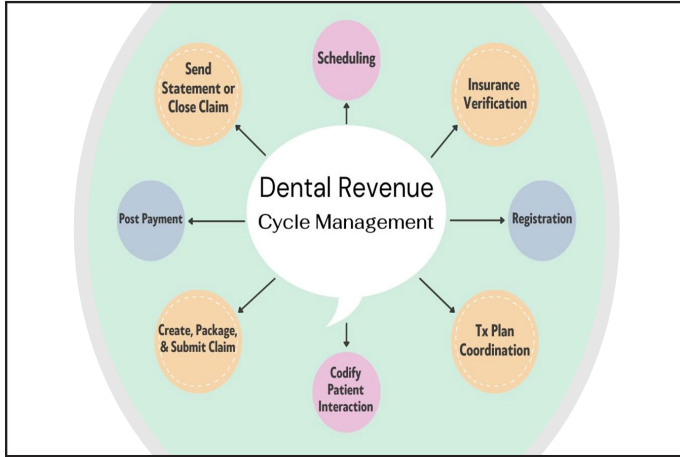 Scheduling
Insurance
Verification
Registration
Tx Plan
Coordination
Codify
Patient
Interaction
Create, Package,
& Submit Claim
Post Payment
Send
Statement or
Close Claim
Dental Revenue
Cycle Management